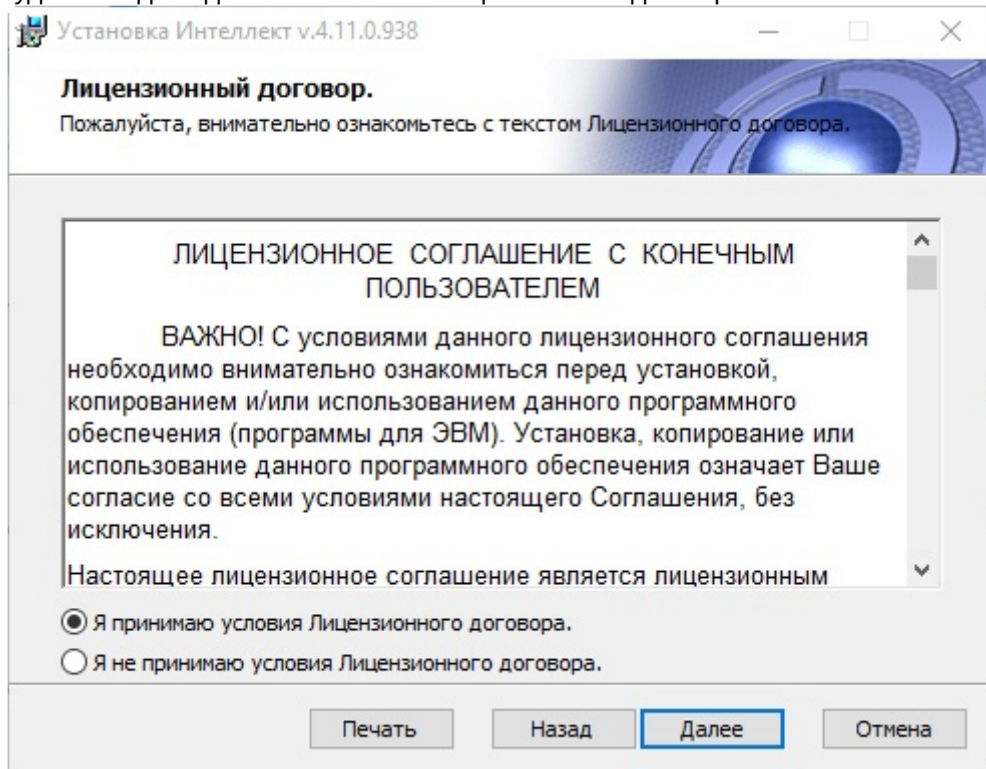 Установка Интеллект v.4.11.0.938
Лицензионный договор.
Пожалуйста, внимательно ознакомьтесь с текстом Лицензионного договора.
ЛИЦЕНЗИОННОЕ СОГЛАШЕНИЕ С КОНЕЧНЫМ
ПОЛЬЗОВАТЕЛЕМ
ВАЖНО! С условиями данного лицензионного соглашения
необходимо внимательно ознакомиться перед установкой,
копированием и/или использованием данного программного
обеспечения (программы для ЭВМ). Установка, копирование или
использование данного программного обеспечения означает Ваше
согласие со всеми условиями настоящего Соглашения, без
исключения.
Настоящее лицензионное соглашение является лицензионным
Я принимаю условия Лицензионного договора.
Я не принимаю условия Лицензионного договора.
Печать Назад Далее Отмена